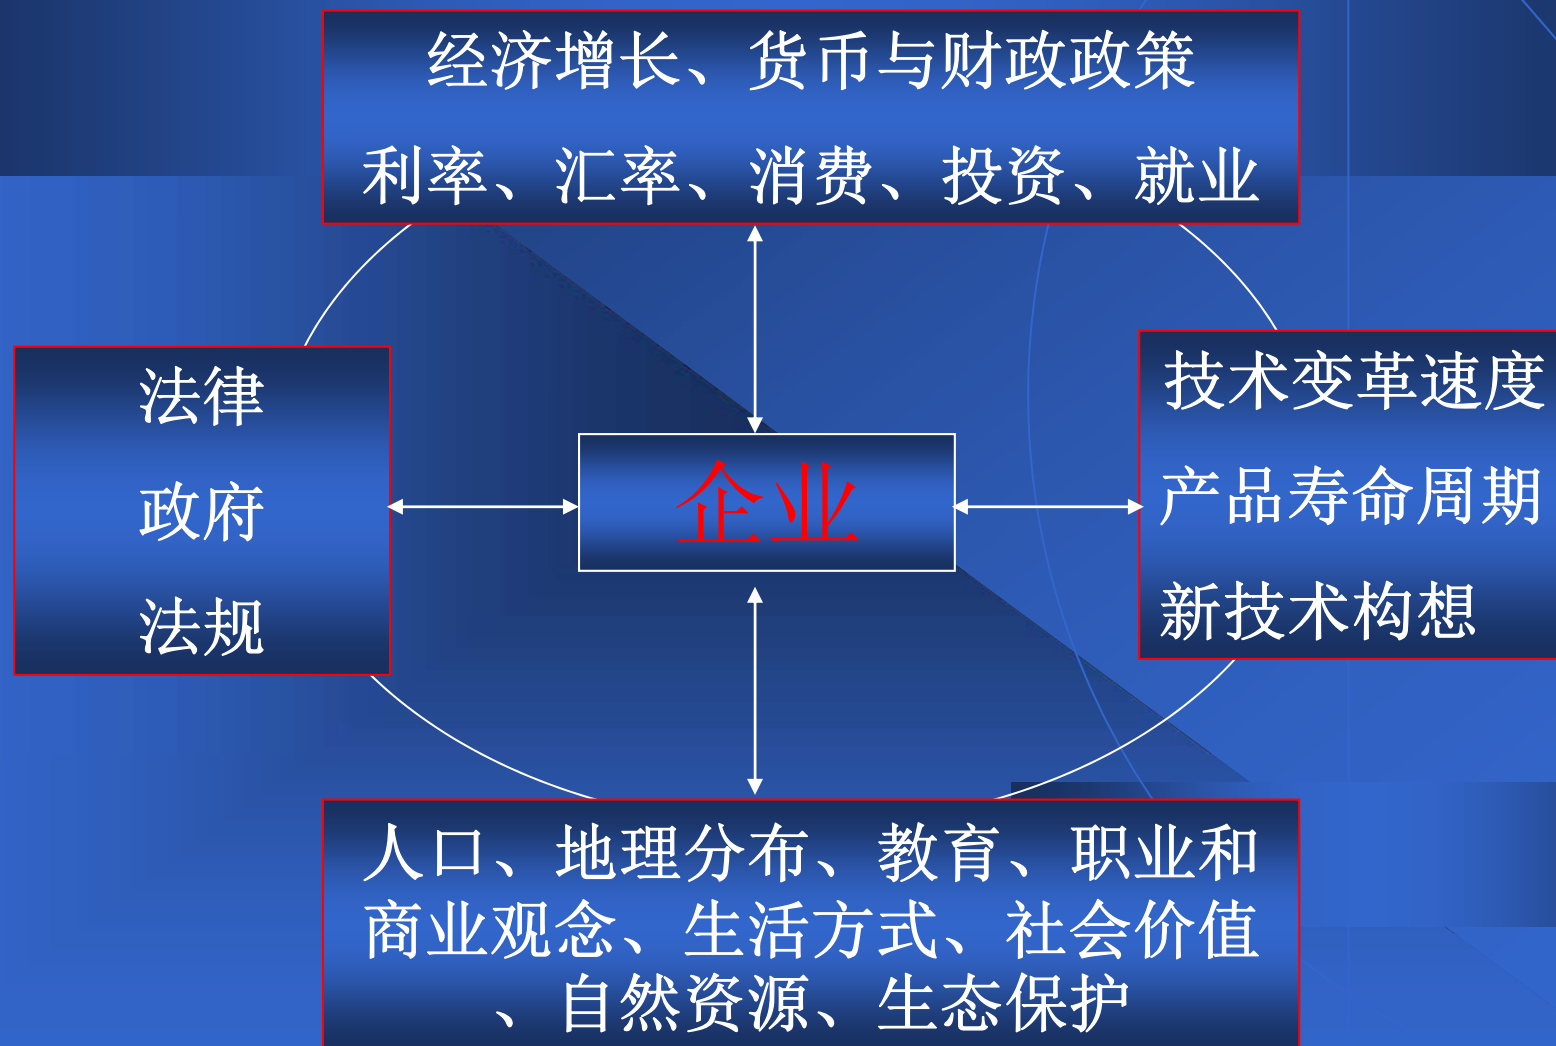 经济增长、货币与财政政策
利率、汇率、消费、投资、就业
法律
政府
法规
企业
技术变革速度
产品寿命周期
新技术构想
人口、地理分布、教育、职业和
商业观念、生活方式、社会价值
、自然资源、生态保护